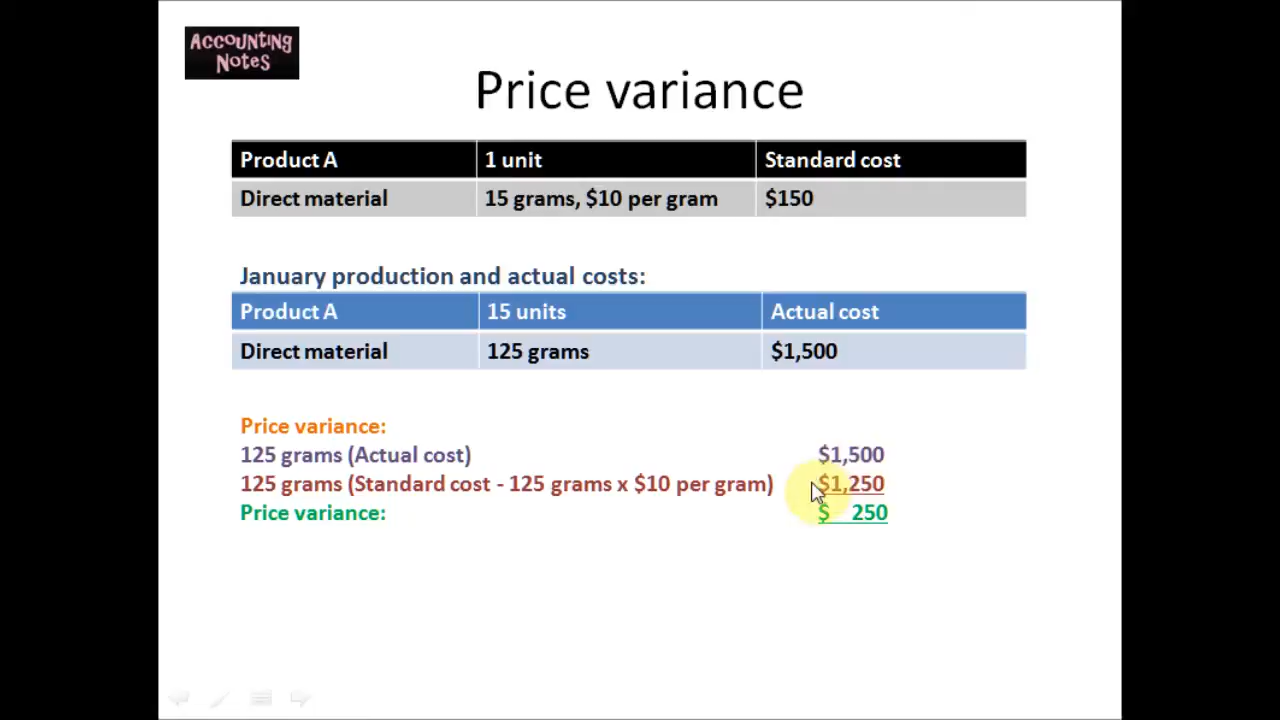 Accounting
Notes
Price variance
Product A 1 unit Standard cost
Direct material 15 grams, $10 per gram $150
January production and actual costs:
Product A 15 units Actual cost
Direct material 125 grams $1,500
Price variance:
125 grams (Actual cost) $1,500
125 grams (Standard cost - 125 grams x $10 per gram) $1,250
Price variance: $ 250